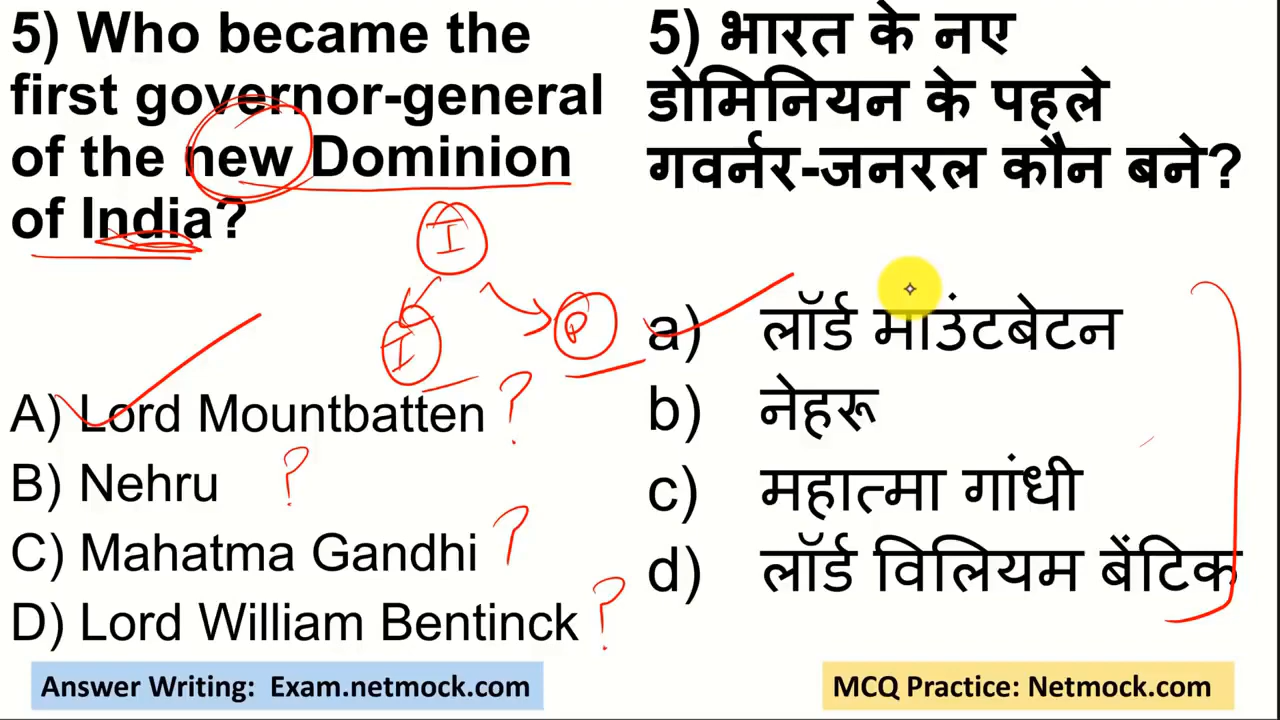 5) Who became the
first governor-general
of the new Dominion
of India?
I
I
P
A) Lord Mountbatten ?
B) Nehru ?
C) Mahatma Gandhi ?
D) Lord William Bentinck ?
5) भारत के नए
डोमिनियन के पहले
गवर्नर-जनरल कौन बने?
a) लॉर्ड माउंटबेटन
b) नेहरू
c) महात्मा गांधी
d) लॉर्ड विलियम बेंटिक
Answer Writing: Exam.netmock.com
MCQ Practice: Netmock.com